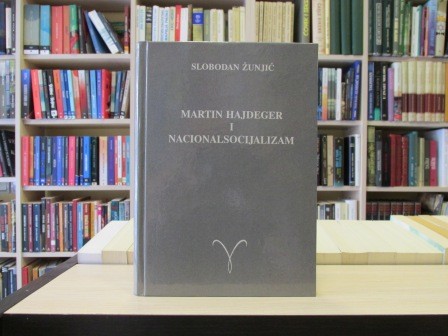 SLOBODAN ŽUNJIĆ
MARTIN HAJDEGER
I
NACIONALSOCIJALIZAM